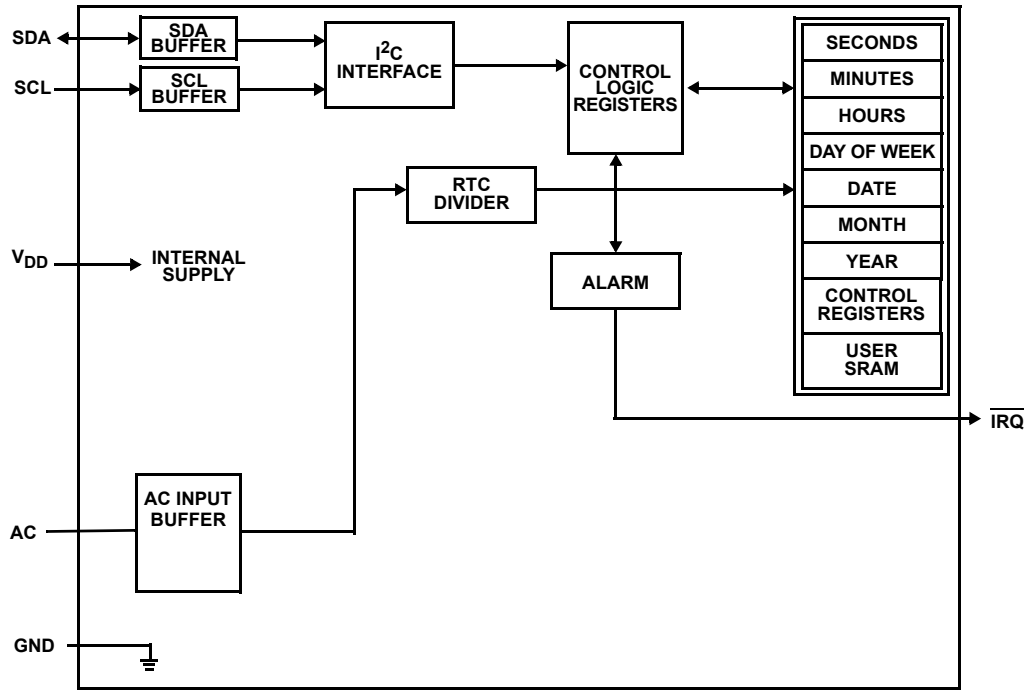 SDA
SDA
BUFFER
SCL
SCL
BUFFER
I2C
INTERFACE
CONTROL
LOGIC
REGISTERS
SECONDS
MINUTES
HOURS
DAY OF WEEK
DATE
MONTH
YEAR
CONTROL
REGISTERS
USER
SRAM
RTC
DIVIDER
VDD
INTERNAL
SUPPLY
ALARM
IRQ
AC
AC INPUT
BUFFER
GND